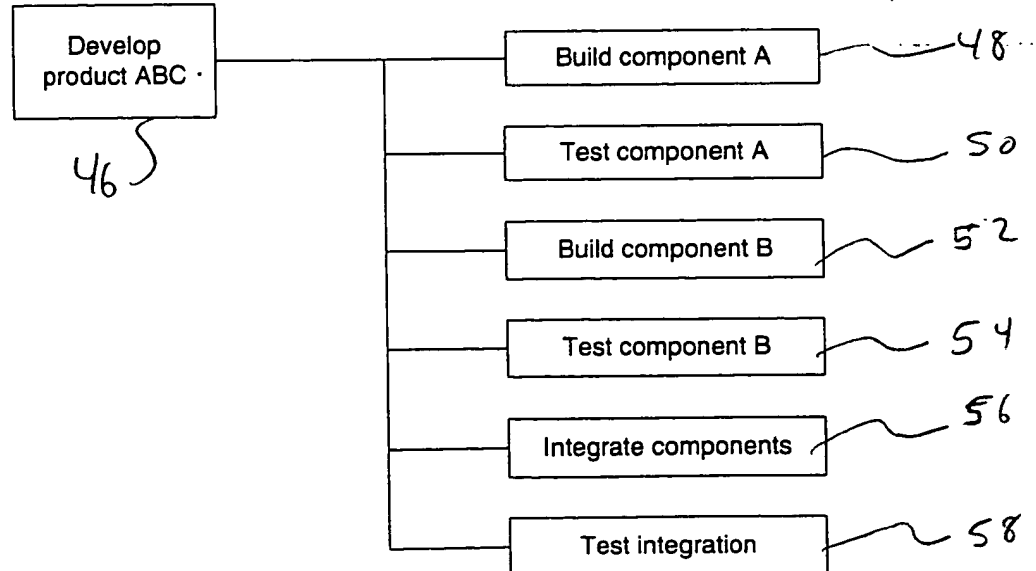 Develop
product ABC
46
Build component A
48
Test component A
50
Build component B
52
Test component B
54
Integrate components
56
Test integration
58